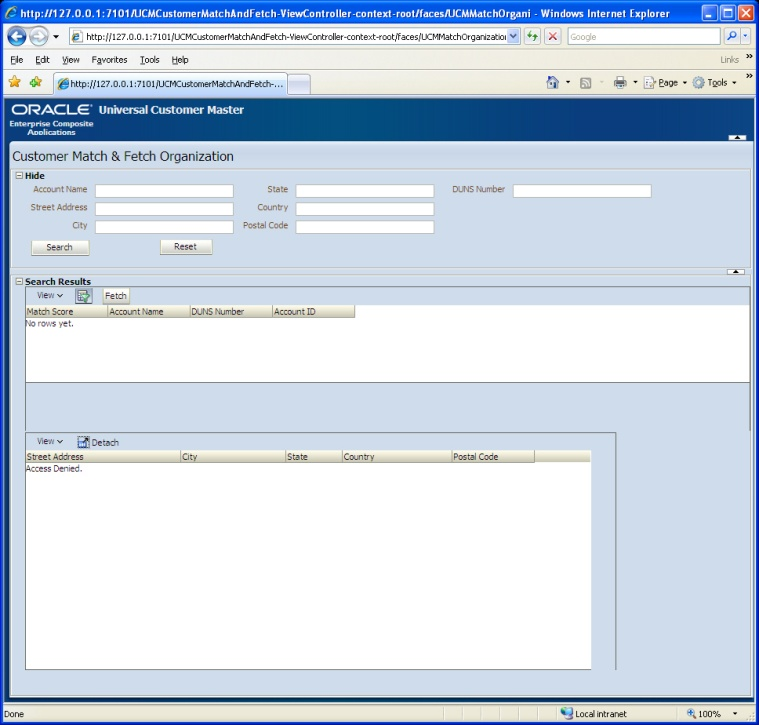 http://127.0.0.1:7101/UCMCustomerMatchAndFetch-ViewController-context-root/faces/UCMMatchOrgani - Windows Internet Explorer
http://127.0.0.1:7101/UCMCustomerMatchAndFetch-ViewController-context-root/faces/UCMMatchOrganization
Google
File Edit View Favorites Tools Help
Links »
http://127.0.0.1:7101/UCMCustomerMatchAndFetch-...
Page Tools »
ORACLE® Universal Customer Master
Enterprise Composite
Applications
Customer Match & Fetch Organization
Hide
Account Name State DUNS Number
Street Address Country
City Postal Code
Search Reset
Search Results
View Fetch
Match Score Account Name DUNS Number Account ID
No rows yet.
View Detach
Street Address City State Country Postal Code
Access Denied.
Done Local intranet 100%